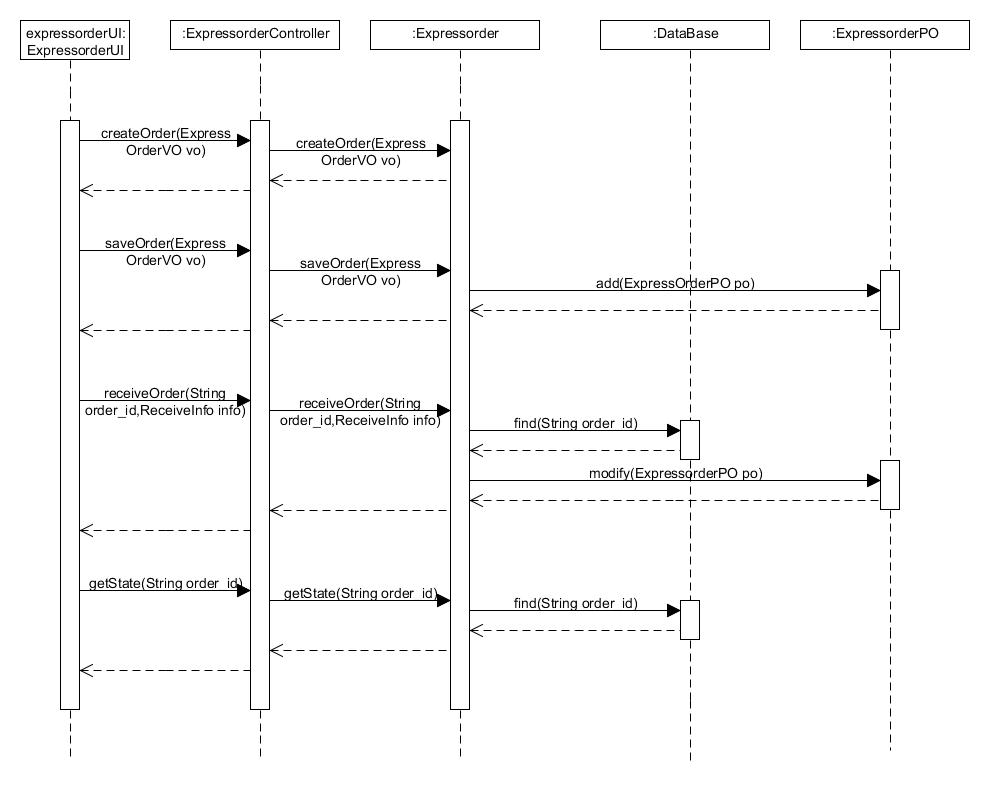 expressorderUI:
ExpressorderUI
:ExpressorderController
:Expressorder
:DataBase
:ExpressorderPO
createOrder(Express
OrderVO vo)
createOrder(Express
OrderVO vo)
saveOrder(Express
OrderVO vo)
saveOrder(Express
OrderVO vo)
add(ExpressOrderPO po)
receiveOrder(String
order_id,ReceiveInfo info)
receiveOrder(String
order_id,ReceiveInfo info)
find(String order_id)
modify(ExpressorderPO po)
getState(String order_id)
getState(String order_id)
find(String order_id)